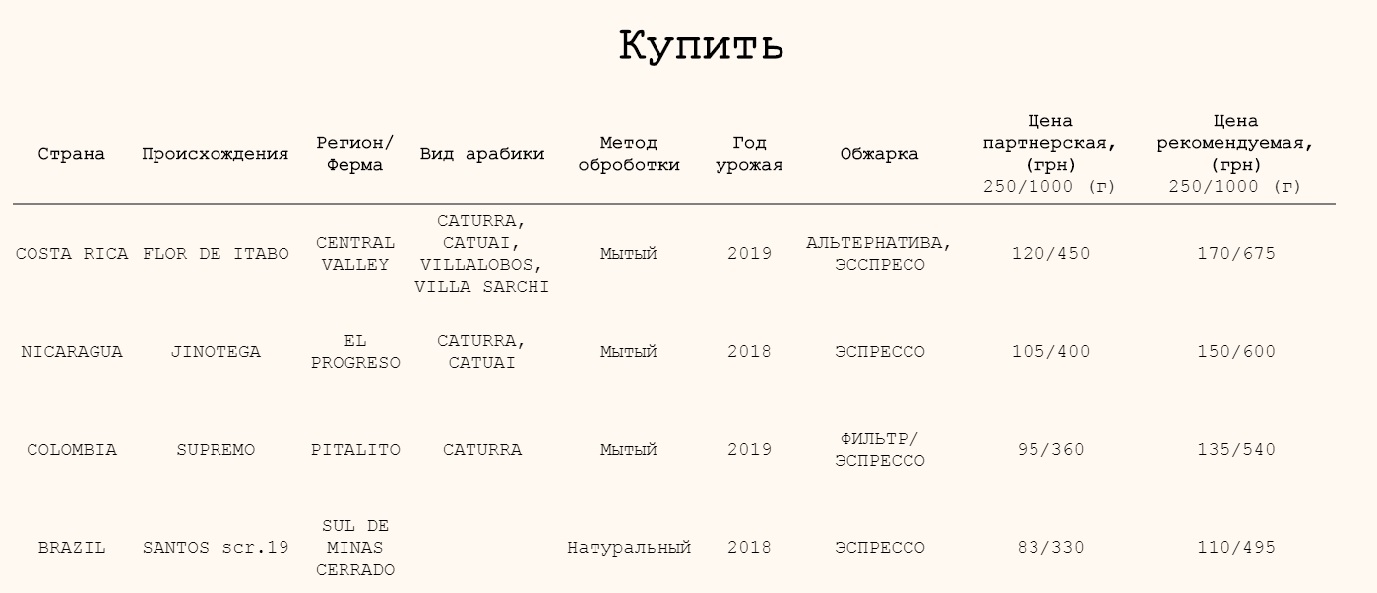 Купить
Страна Происхождения Регион/ Ферма Вид арабики Метод обоработки Год урожая Обжарка Цена партнерская, (грн) 250/1000 (г) Цена рекомендуемая, (грн) 250/1000 (г)
COSTA RICA FLOR DE ITABO CENTRAL VALLEY CATURRA, CATUAI, VILLALOBOS, VILLA SARCHI Мытый 2019 АЛЬТЕРНАТИВА, ЭССПРЕСО 120/450 170/675
NICARAGUA JINOTEGA EL PROGRESO CATURRA, CATUAI Мытый 2018 ЭСПРЕССО 105/400 150/600
COLOMBIA SUPREMO PITALITO CATURRA Мытый 2019 ФИЛЬТР/ ЭСПРЕССО 95/360 135/540
BRAZIL SANTOS scr.19 SUL DE MINAS CERRADO Натуральный 2018 ЭСПРЕССО 83/330 110/495